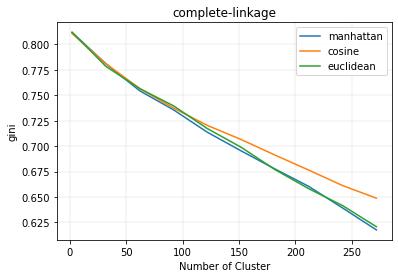 complete-linkage
manhattan
cosine
euclidean
gini
0.800
0.775
0.750
0.725
0.700
0.675
0.650
0.625
0
50
100
150
200
250
Number of Cluster